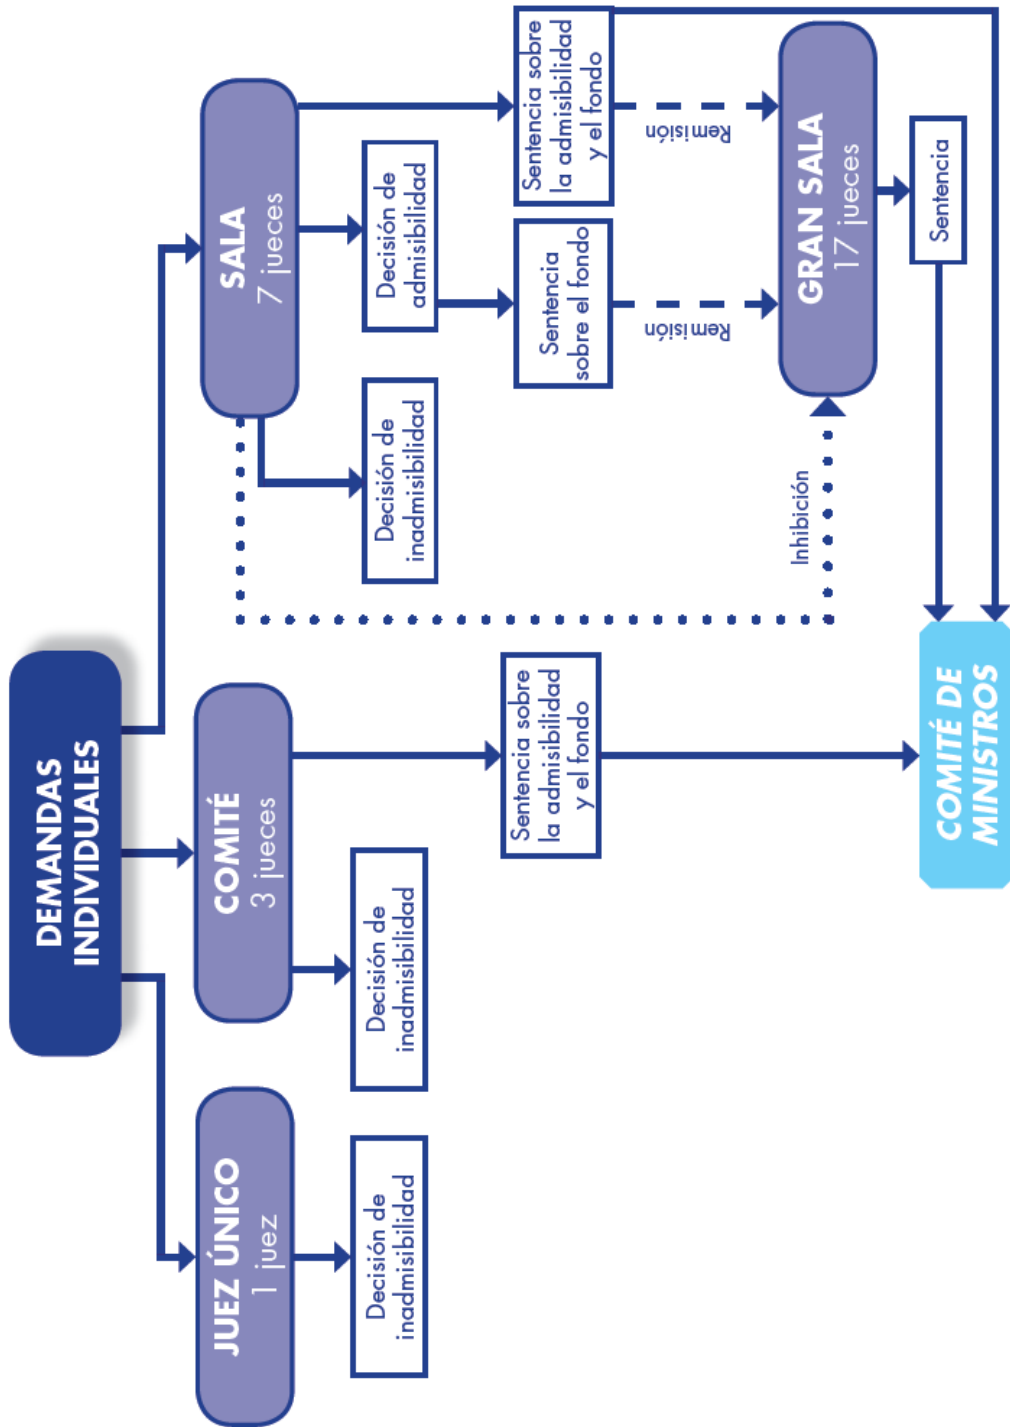 DEMANDAS
INDIVIDUALES
JUEZ ÚNICO
1 juez
COMITÉ
3 jueces
SALA
7 jueces
Decisión de
inadmisibilidad
Decisión de
inadmisibilidad
Decisión de
inadmisibilidad
Decisión de
admisibilidad
Sentencia sobre
la admisibilidad
y el fondo
Sentencia
sobre el fondo
Sentencia sobre
la admisibilidad
y el fondo
Remisión
Remisión
Inhibición
GRAN SALA
17 jueces
Sentencia
COMITÉ DE
MINISTROS